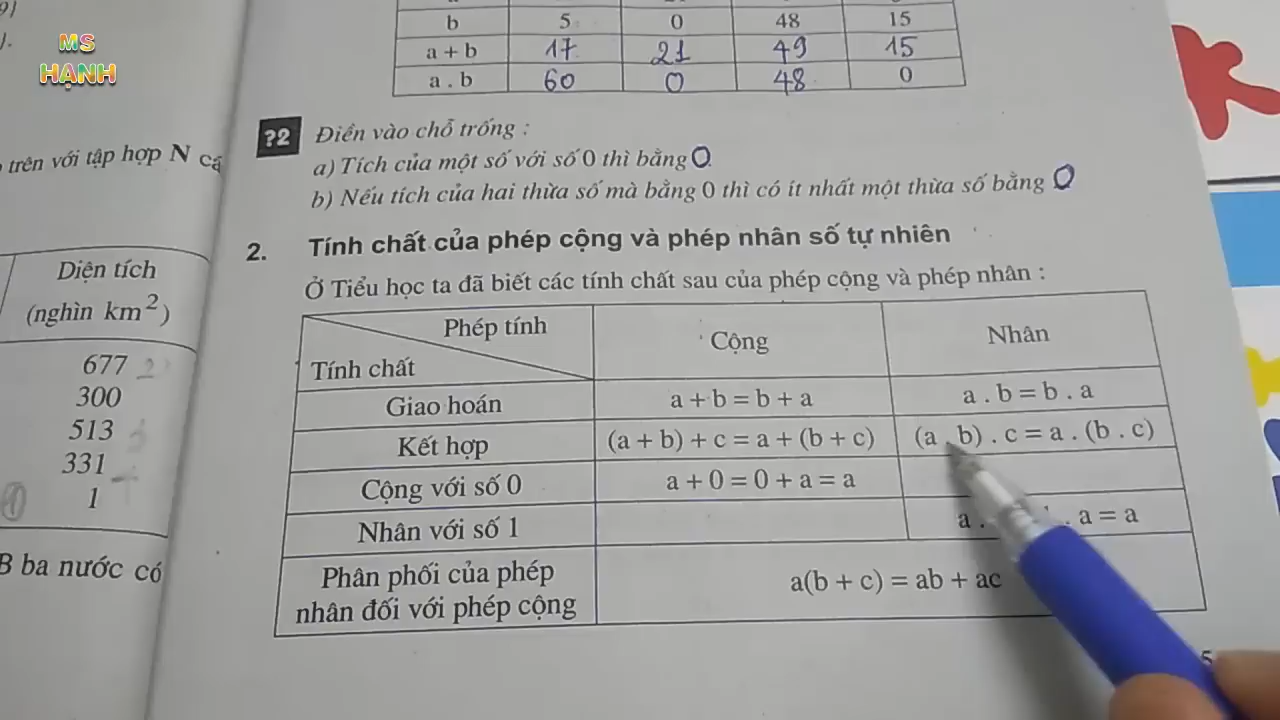 MS
HẠNH
trên với tập hợp N
Diện tích
(nghìn km²)
677
300
513
331
1
B ba nước có
b 5 0 48 15
a + b 17 21 49 15
a . b 60 0 48 0
?2 Điền vào chỗ trống :
a) Tích của một số với số 0 thì bằng 0
b) Nếu tích của hai thừa số mà bằng 0 thì có ít nhất một thừa số bằng 0
2. Tính chất của phép cộng và phép nhân số tự nhiên
Ở Tiểu học ta đã biết các tính chất sau của phép cộng và phép nhân :
Phép tính Cộng Nhân
Tính chất
Giao hoán a + b = b + a a . b = b . a
Kết hợp (a + b) + c = a + (b + c) (a . b) . c = a . (b . c)
Cộng với số 0 a + 0 = 0 + a = a
Nhân với số 1 a . . a = a
Phân phối của phép
nhân đối với phép cộng a(b + c) = ab + ac